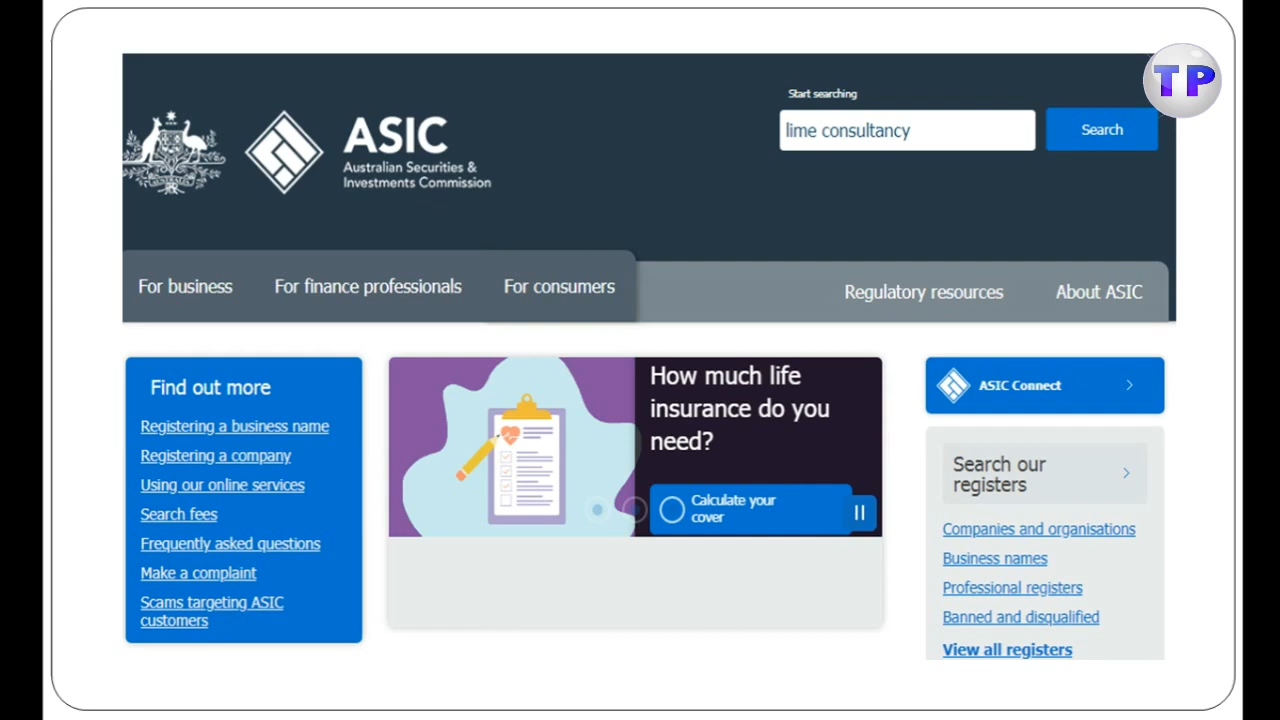 TP
Start searching
lime consultancy
Search
ASIC
Australian Securities &
Investments Commission
For business
For finance professionals
For consumers
Regulatory resources
About ASIC
Find out more
Registering a business name
Registering a company
Using our online services
Search fees
Frequently asked questions
Make a complaint
Scams targeting ASIC
customers
How much life
insurance do you
need?
Calculate your
cover
ASIC Connect
Search our
registers
Companies and organisations
Business names
Professional registers
Banned and disqualified
View all registers